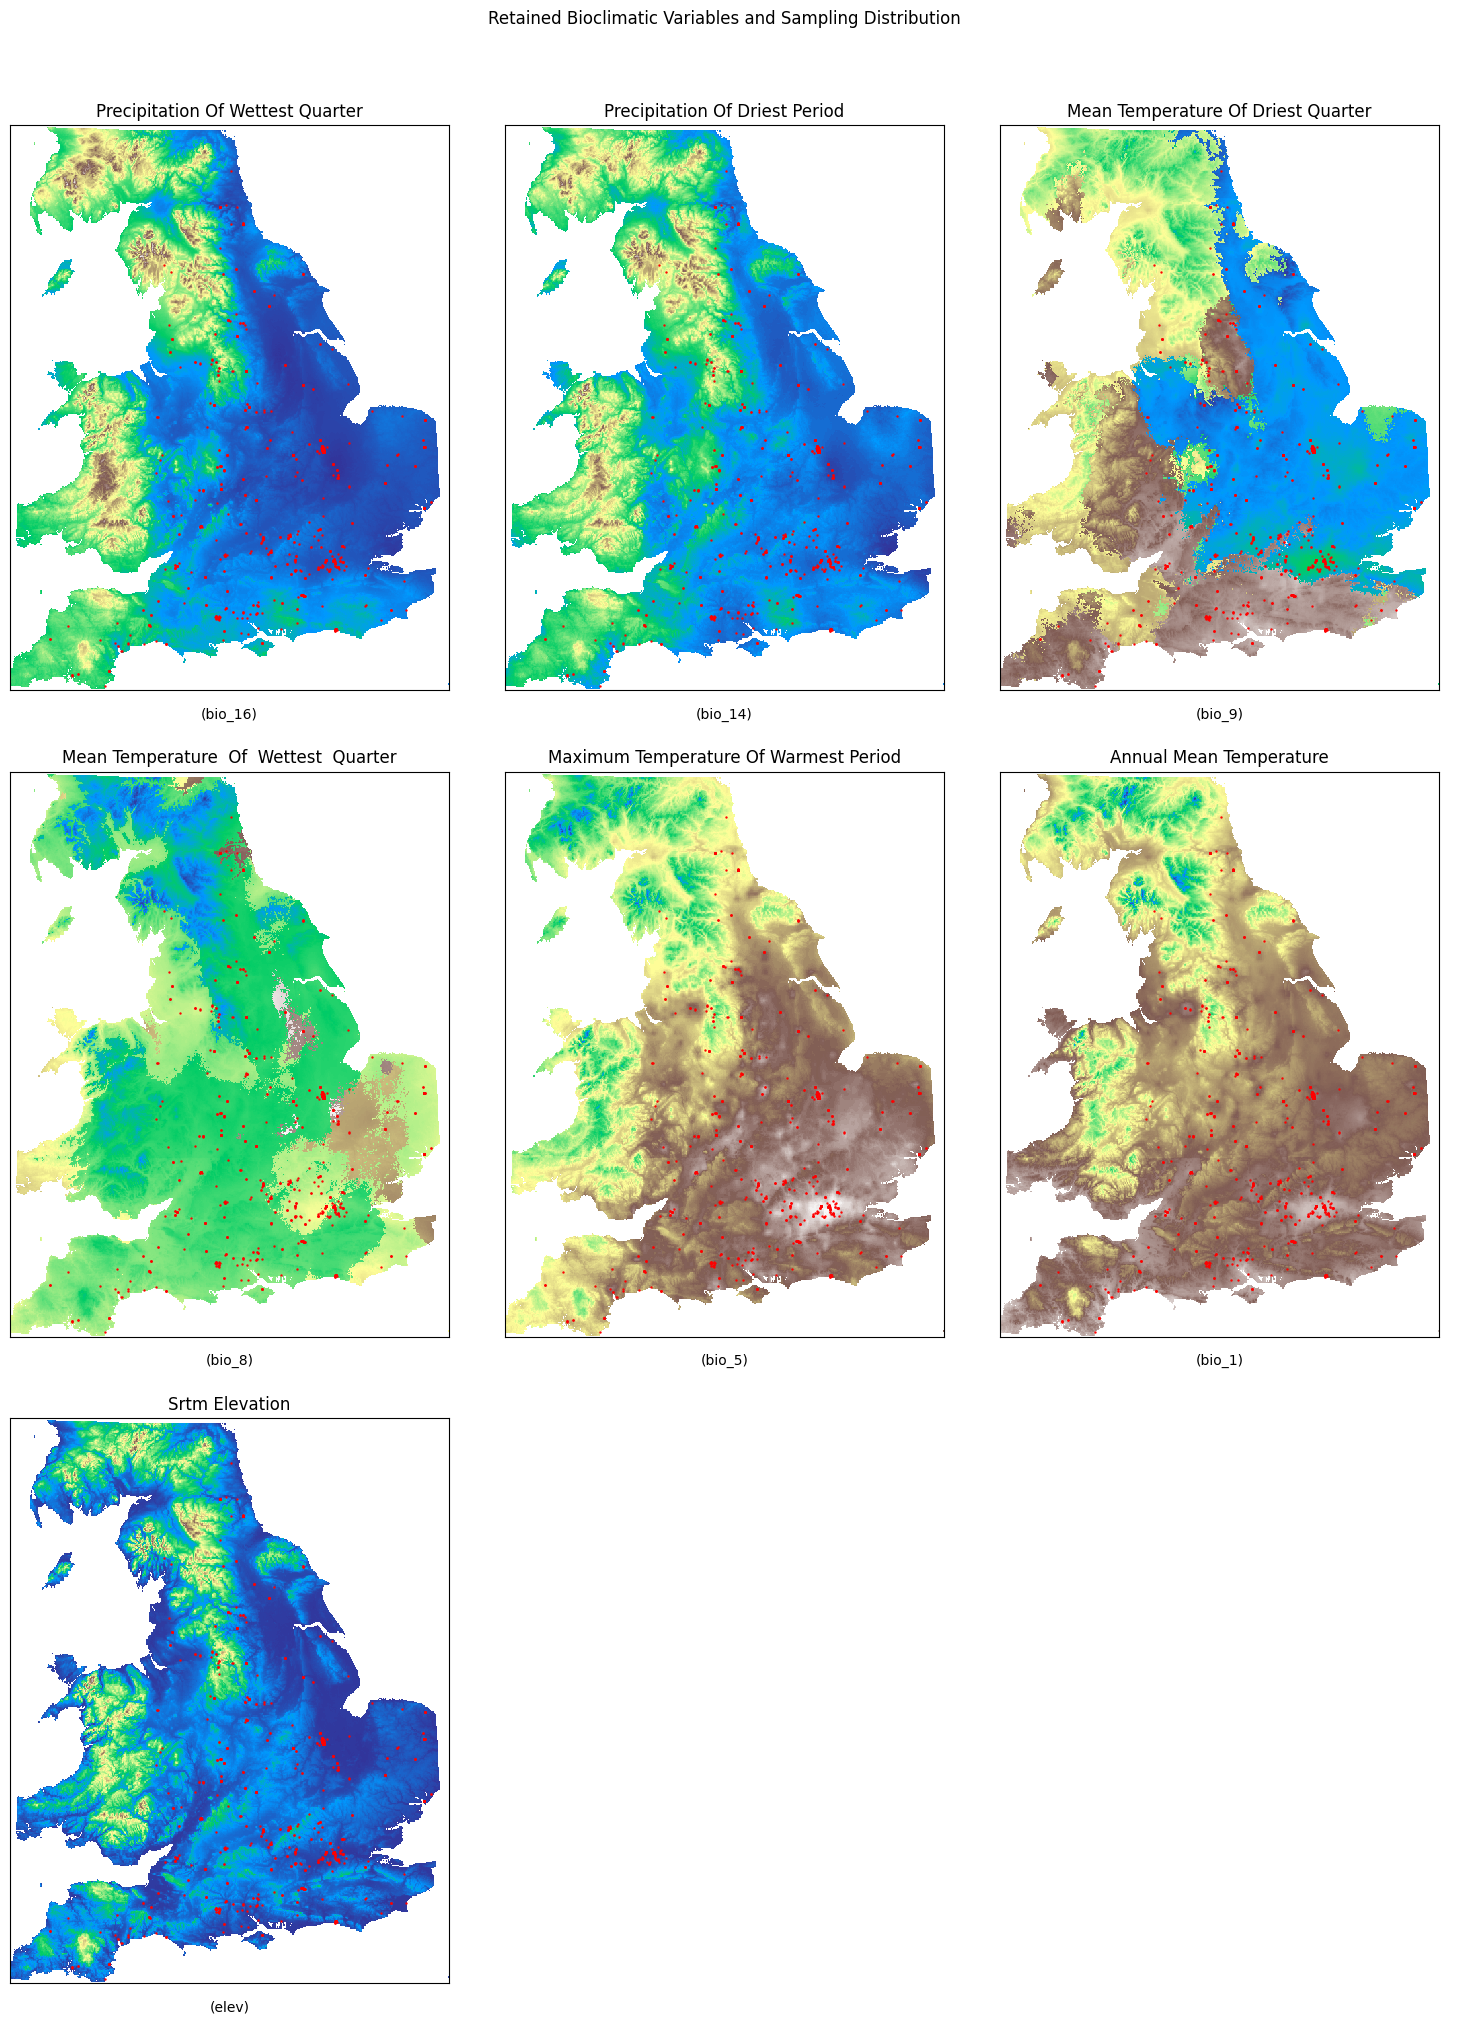 Retained Bioclimatic Variables and Sampling Distribution
Precipitation Of Wettest Quarter
Precipitation Of Driest Period
Mean Temperature Of Driest Quarter
(bio_16)
(bio_14)
(bio_9)
Mean Temperature  Of  Wettest  Quarter
Maximum Temperature Of Warmest Period
Annual Mean Temperature
(bio_8)
(bio_5)
(bio_1)
Srtm Elevation
(elev)